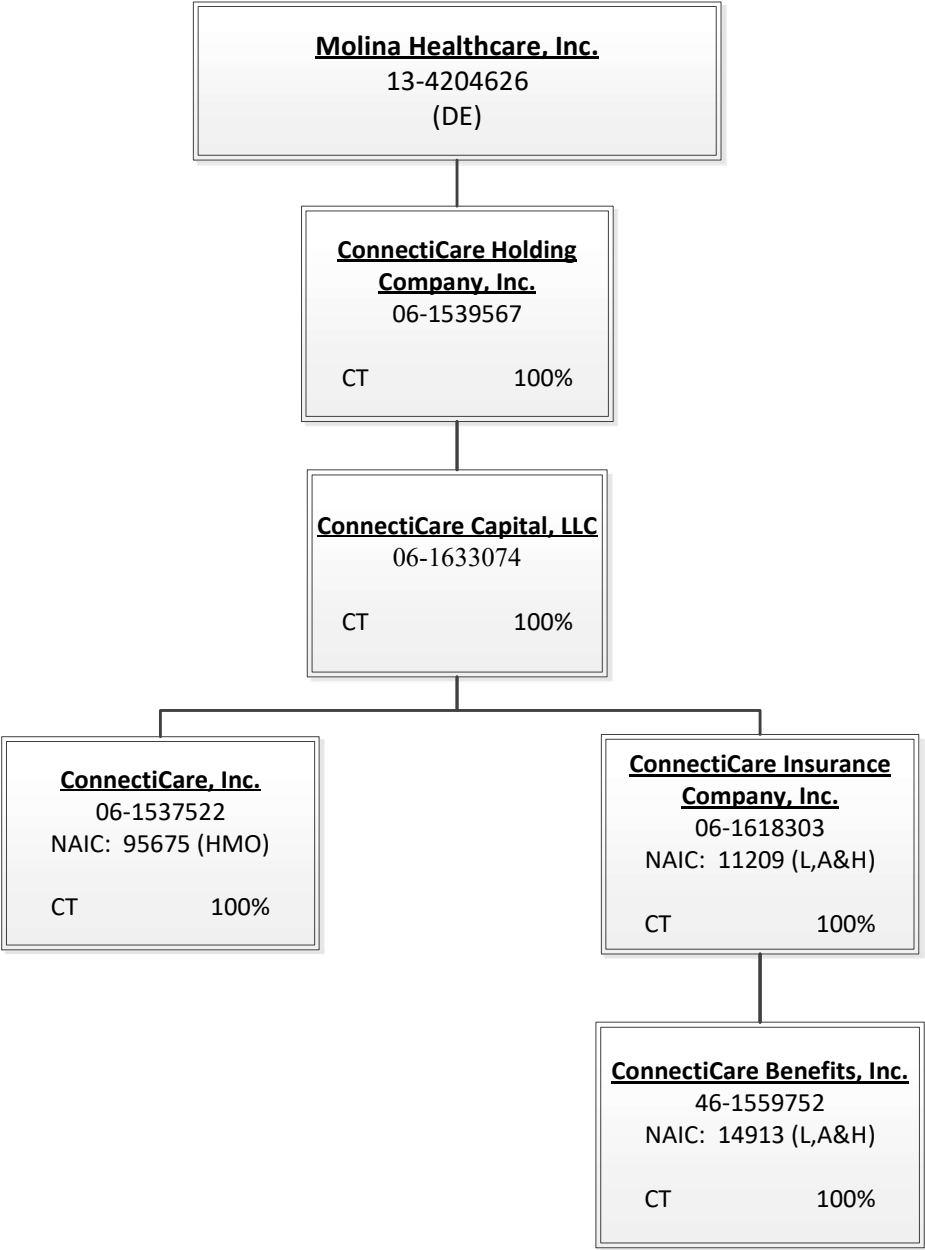 Molina Healthcare, Inc.
13-4204626
(DE)
ConnectiCare Holding
Company, Inc.
06-1539567
CT 100%
ConnectiCare Capital, LLC
06-1633074
CT 100%
ConnectiCare, Inc.
06-1537522
NAIC: 95675 (HMO)
CT 100%
ConnectiCare Insurance
Company, Inc.
06-1618303
NAIC: 11209 (L,A&H)
CT 100%
ConnectiCare Benefits, Inc.
46-1559752
NAIC: 14913 (L,A&H)
CT 100%